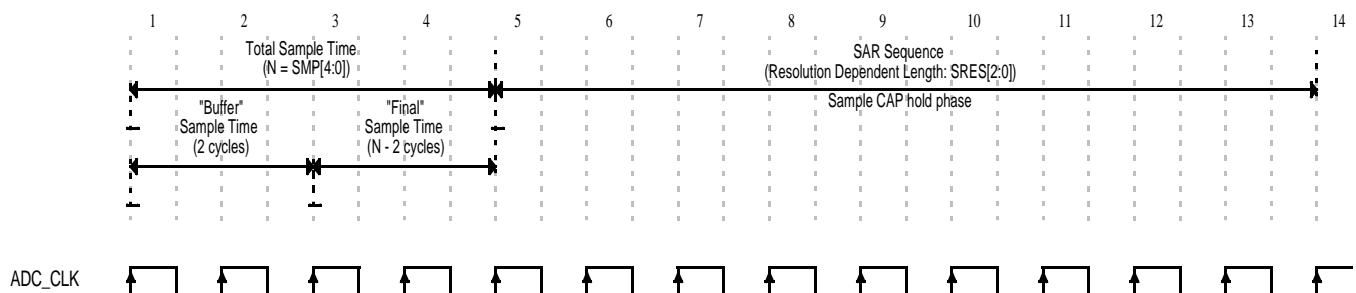 1 2 3 4 5 6 7 8 9 10 11 12 13 14
Total Sample Time
(N = SMP[4:0])
SAR Sequence
(Resolution Dependent Length: SRES[2:0])
Sample CAP hold phase
"Buffer"
Sample Time
(2 cycles)
"Final"
Sample Time
(N - 2 cycles)
ADC_CLK